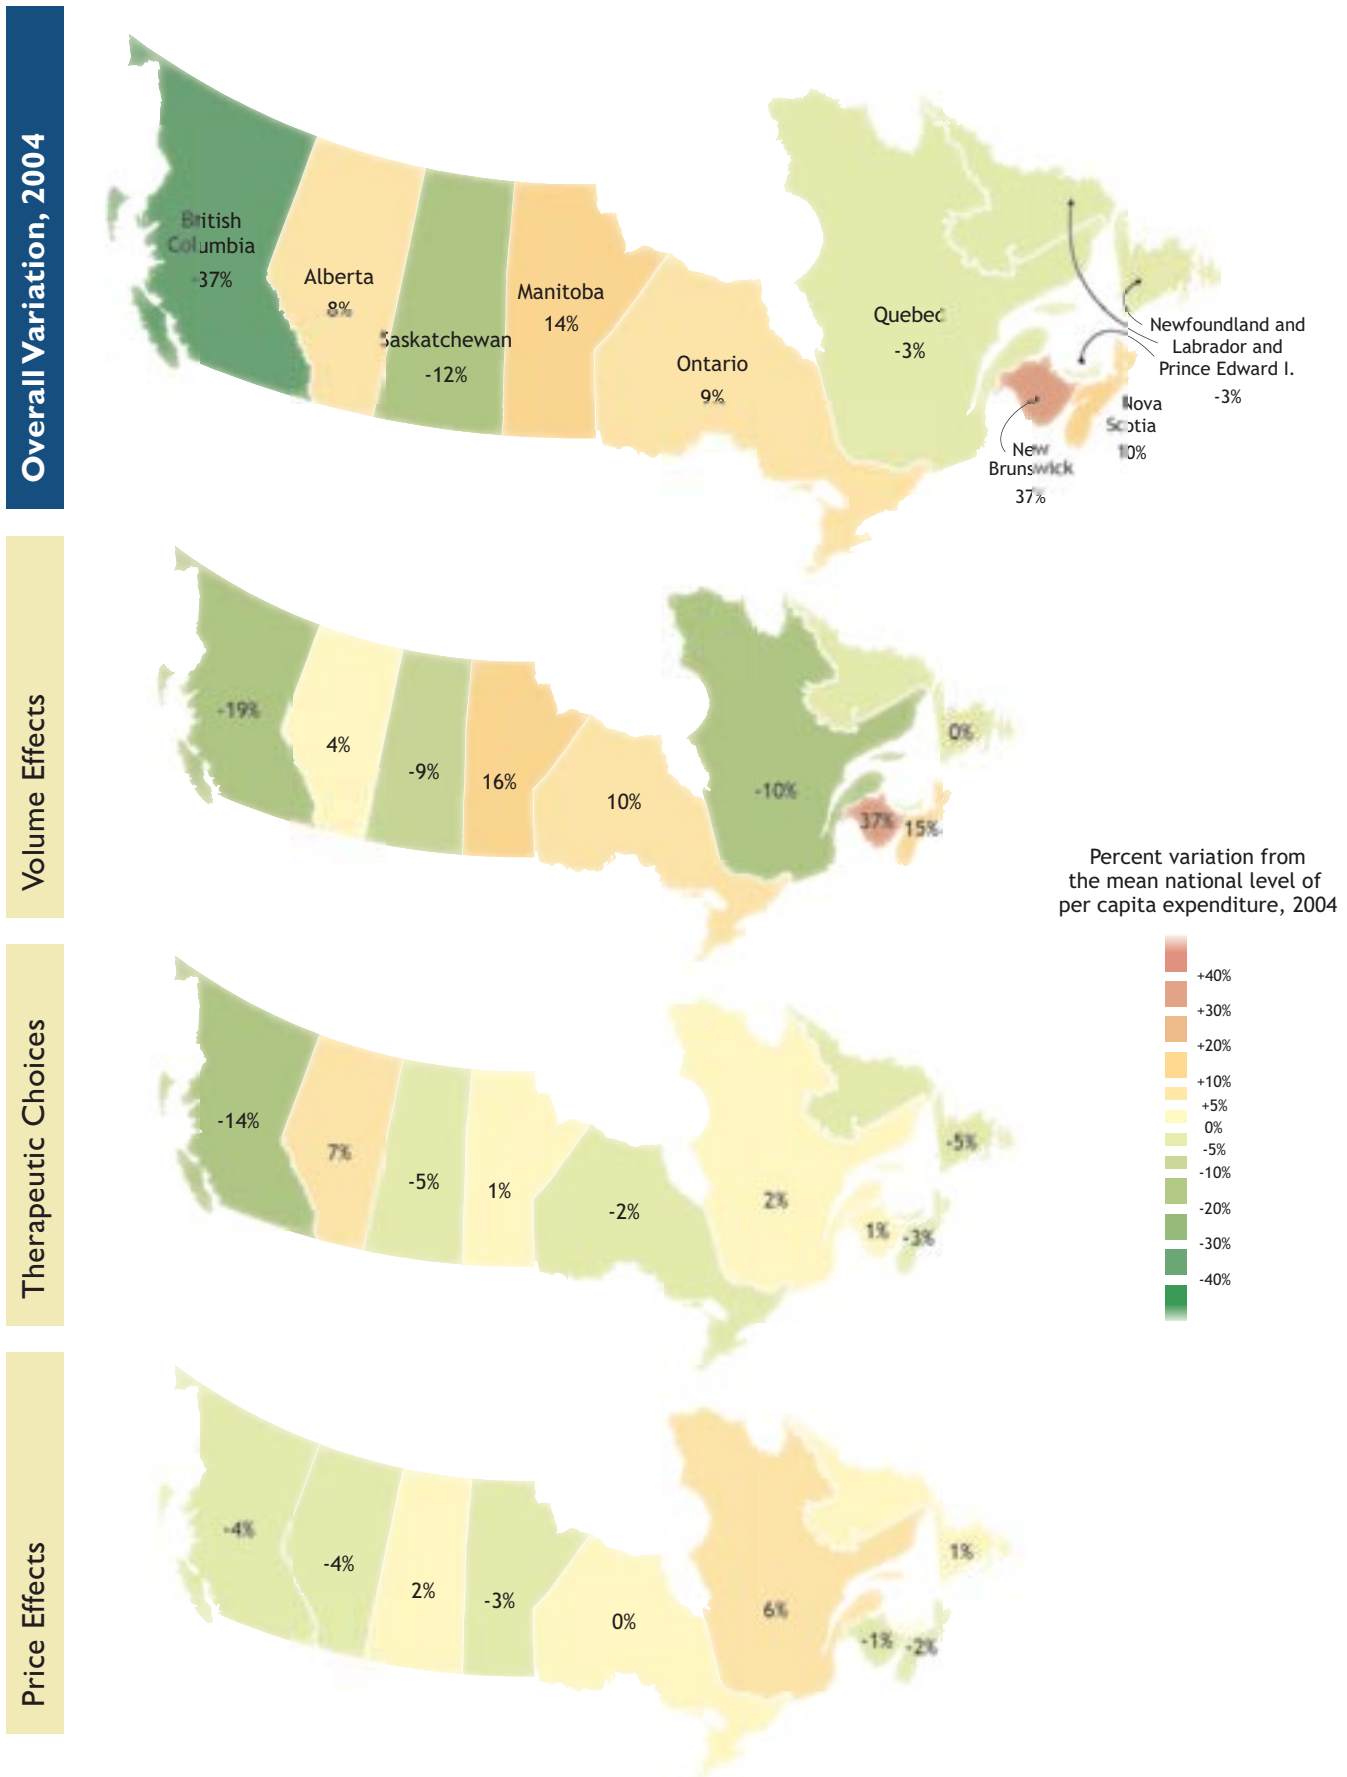 Overall Variation, 2004
British
Columbia
-37%
Alberta
8%
Saskatchewan
-12%
Manitoba
14%
Ontario
9%
Quebec
-3%
Newfoundland and
Labrador and
Prince Edward I.
-3%
Nova
Scotia
10%
New
Brunswick
37%
Volume Effects
-19%
4%
-9%
16%
10%
-10%
0%
37%
15%
Percent variation from
the mean national level of
per capita expenditure, 2004
+40%
+30%
+20%
+10%
+5%
0%
-5%
-10%
-20%
-30%
-40%
Therapeutic Choices
-14%
7%
-5%
1%
-2%
2%
-5%
1%
-3%
Price Effects
-4%
-4%
2%
-3%
0%
6%
1%
-1%
-2%